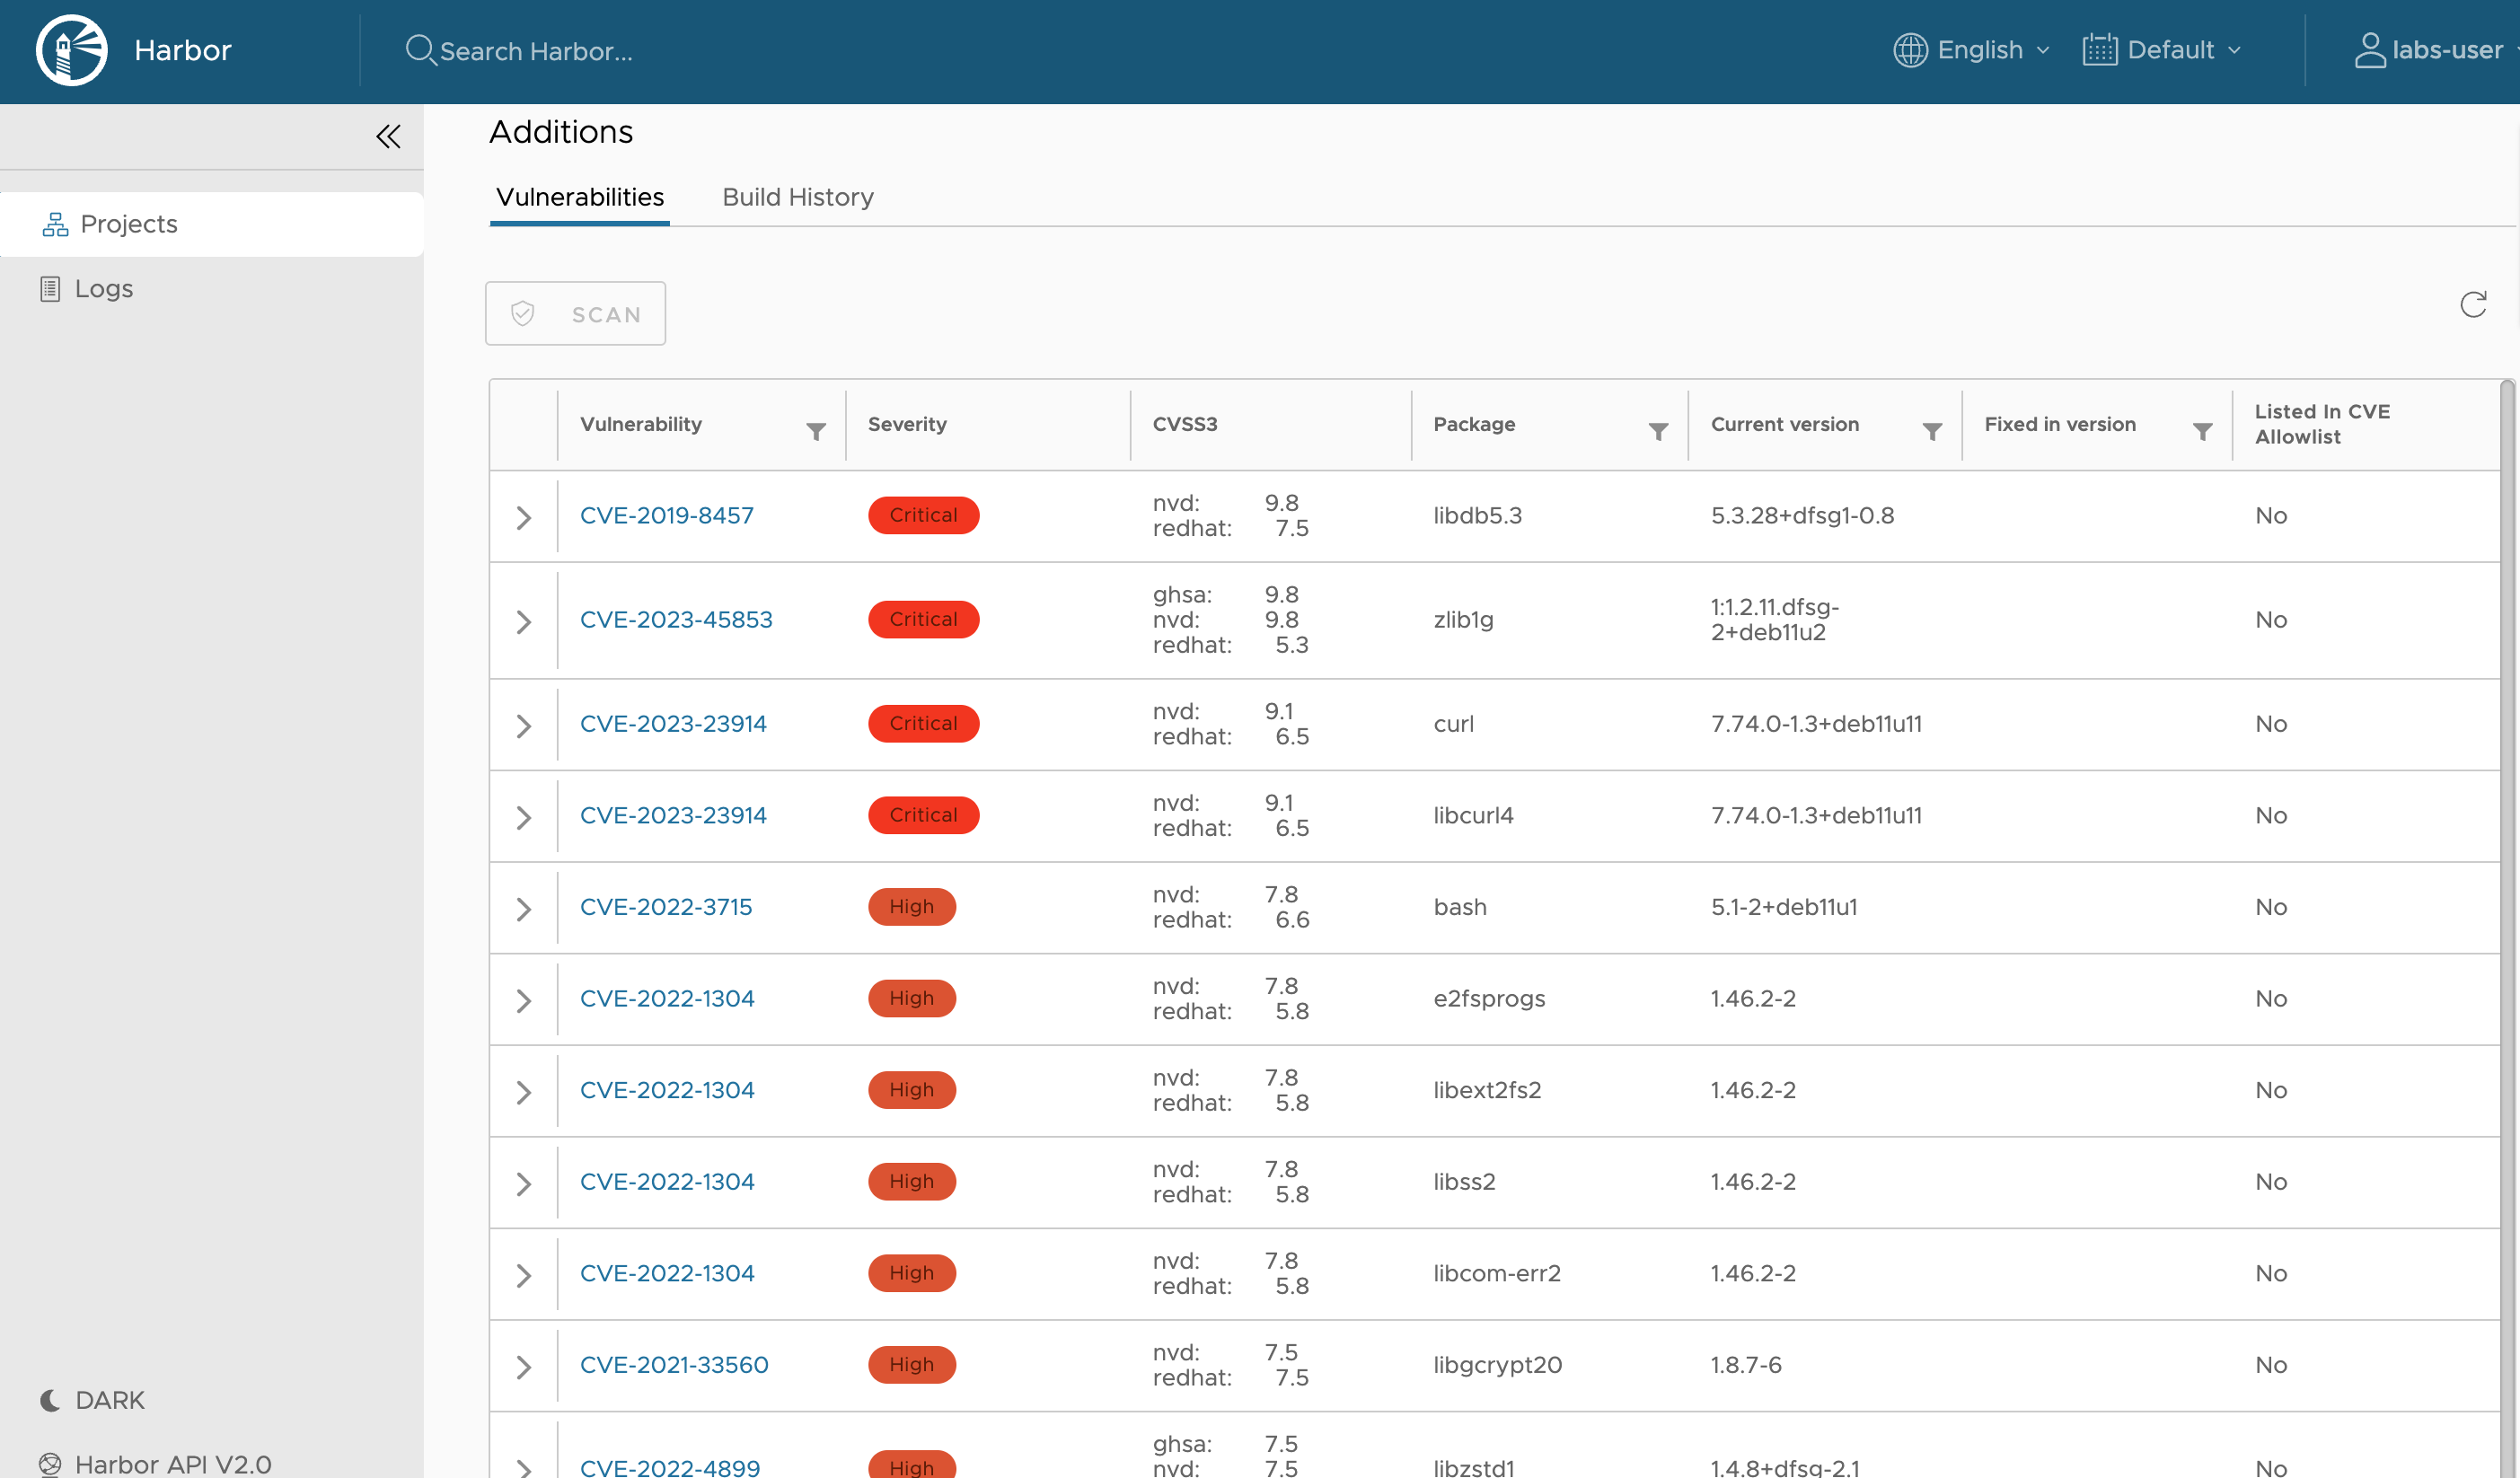 Harbor
Search Harbor...
English
Default
labs-user
Projects
Logs
DARK
Harbor API V2.0
Additions
Vulnerabilities Build History
SCAN
Vulnerability Severity CVSS3 Package Current version Fixed in version Listed In CVE
Allowlist
CVE-2019-8457 Critical nvd: 9.8 libdb5.3 5.3.28+dfsg1-0.8 No
redhat: 7.5
ghsa: 9.8
CVE-2023-45853 Critical nvd: 9.8 zlib1g 1:1.2.11.dfsg- No
redhat: 5.3 2+deb11u2
CVE-2023-23914 Critical nvd: 9.1 curl 7.74.0-1.3+deb11u11 No
redhat: 6.5
CVE-2023-23914 Critical nvd: 9.1 libcurl4 7.74.0-1.3+deb11u11 No
redhat: 6.5
CVE-2022-3715 High nvd: 7.8 bash 5.1-2+deb11u1 No
redhat: 6.6
CVE-2022-1304 High nvd: 7.8 e2fsprogs 1.46.2-2 No
redhat: 5.8
CVE-2022-1304 High nvd: 7.8 libext2fs2 1.46.2-2 No
redhat: 5.8
CVE-2022-1304 High nvd: 7.8 libss2 1.46.2-2 No
redhat: 5.8
CVE-2022-1304 High nvd: 7.8 libcom-err2 1.46.2-2 No
redhat: 5.8
CVE-2021-33560 High nvd: 7.5 libgcrypt20 1.8.7-6 No
redhat: 7.5
ghsa: 7.5
CVE-2022-4899 High nvd: 7.5 libzstd1 1.4.8+dfsg-2.1 No